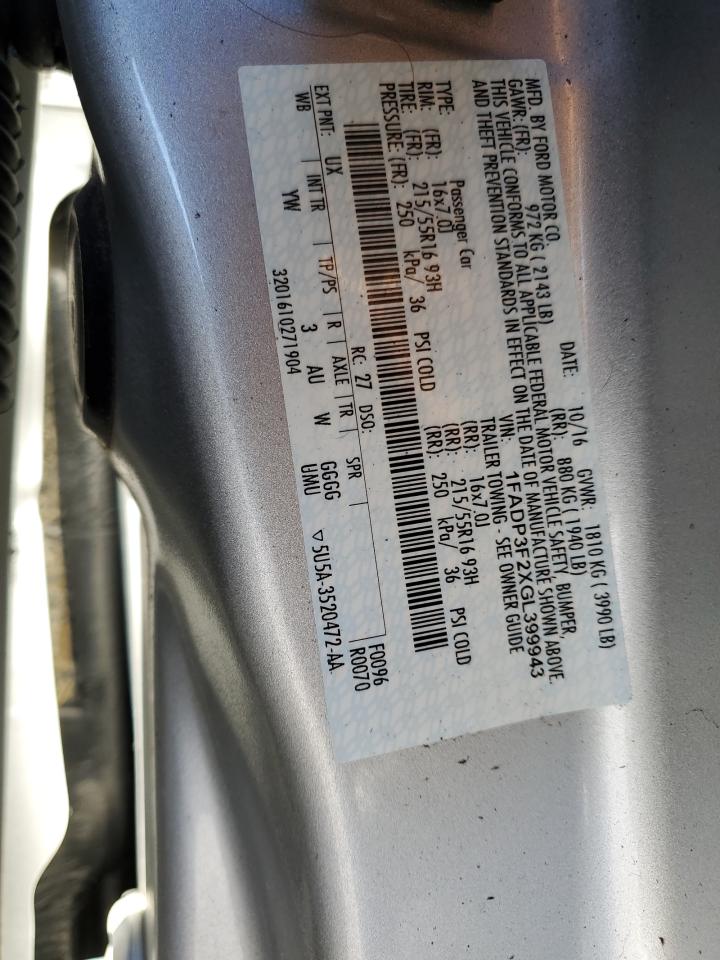 MFD. BY FORD MOTOR CO. DATE: 10/16 GVWR: 1810 KG ( 3990 LB)
GAWR: (FR): 972 KG ( 2143 LB) (RR): 880 KG ( 1940 LB)
THIS VEHICLE CONFORMS TO ALL APPLICABLE FEDERAL MOTOR VEHICLE SAFETY, BUMPER,
AND THEFT PREVENTION STANDARDS IN EFFECT ON THE DATE OF MANUFACTURE SHOWN ABOVE.
VIN: 1FADP3F2XGL399943
TYPE: Passenger Car TRAILER TOWING - SEE OWNER GUIDE
RIM: (FR): 16x7.0J (RR): 16x7.0J
TIRE: (FR): 215/55R16 93H (RR): 215/55R16 93H
PRESSURE: (FR): 250 kPa/ 36 PSI COLD (RR): 250 kPa/ 36 PSI COLD
F0096
R0070
EXT PNT: UX RC: 27 DSO:
WB | INT TR | TP/PS | R | AXLE | TR | SPR |
YW 3 AU W GGGG
UMU
3201610271904 ▽5U5A-3520472-AA